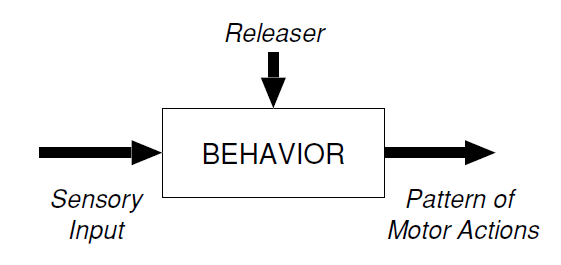 Releaser
BEHAVIOR
Sensory
Input
Pattern of
Motor Actions